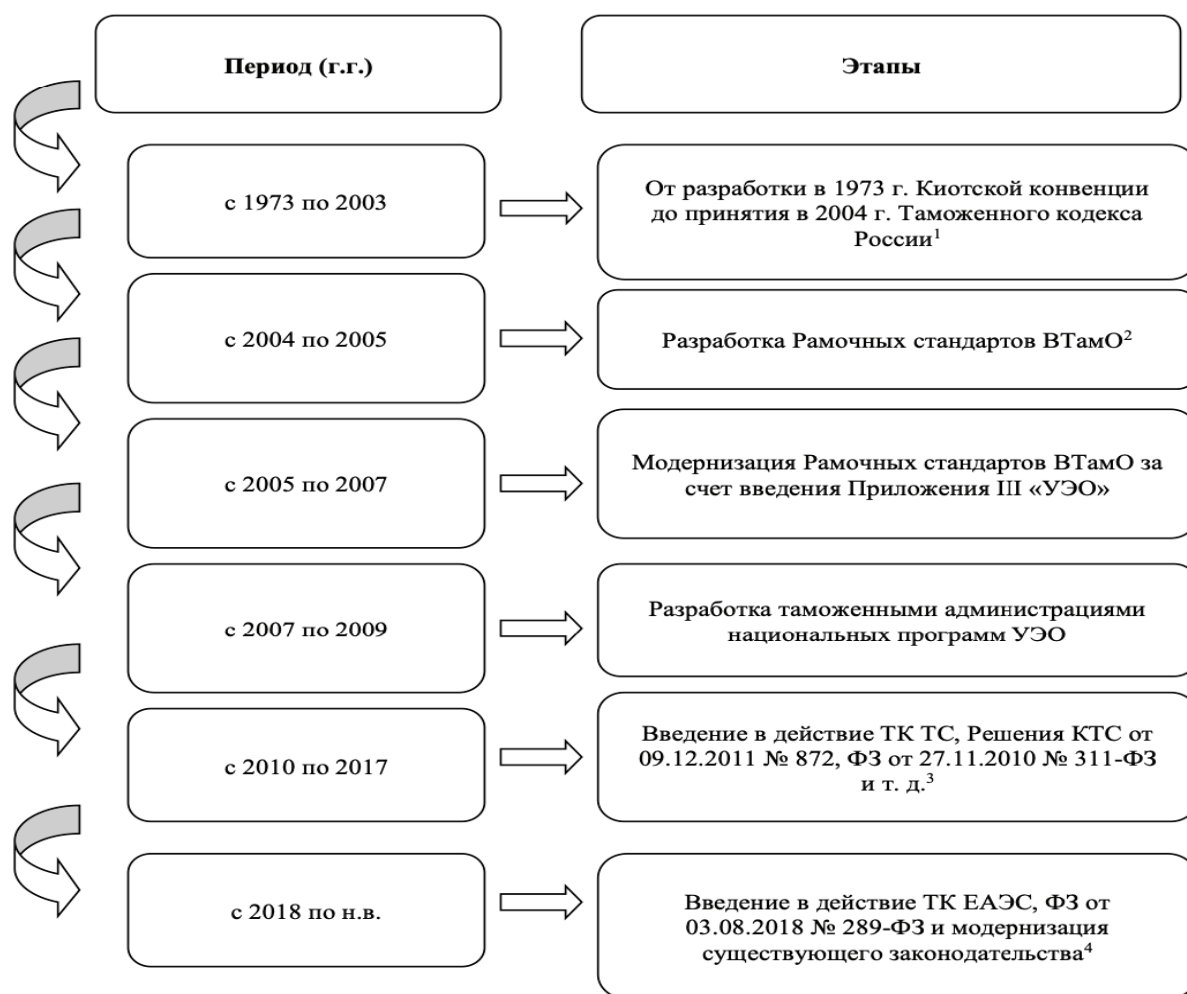 Период (г.г.)
Этапы
с 1973 по 2003
От разработки в 1973 г. Киотской конвенции
до принятия в 2004 г. Таможенного кодекса
России¹
с 2004 по 2005
Разработка Рамочных стандартов ВТамО²
с 2005 по 2007
Модернизация Рамочных стандартов ВТамО за
счет введения Приложения III «УЭО»
с 2007 по 2009
Разработка таможенными администрациями
национальных программ УЭО
с 2010 по 2017
Введение в действие ТК ТС, Решения КТС от
09.12.2011 № 872, ФЗ от 27.11.2010 № 311-ФЗ
и т. д.³
с 2018 по н.в.
Введение в действие ТК ЕАЭС, ФЗ от
03.08.2018 № 289-ФЗ и модернизация
существующего законодательства⁴